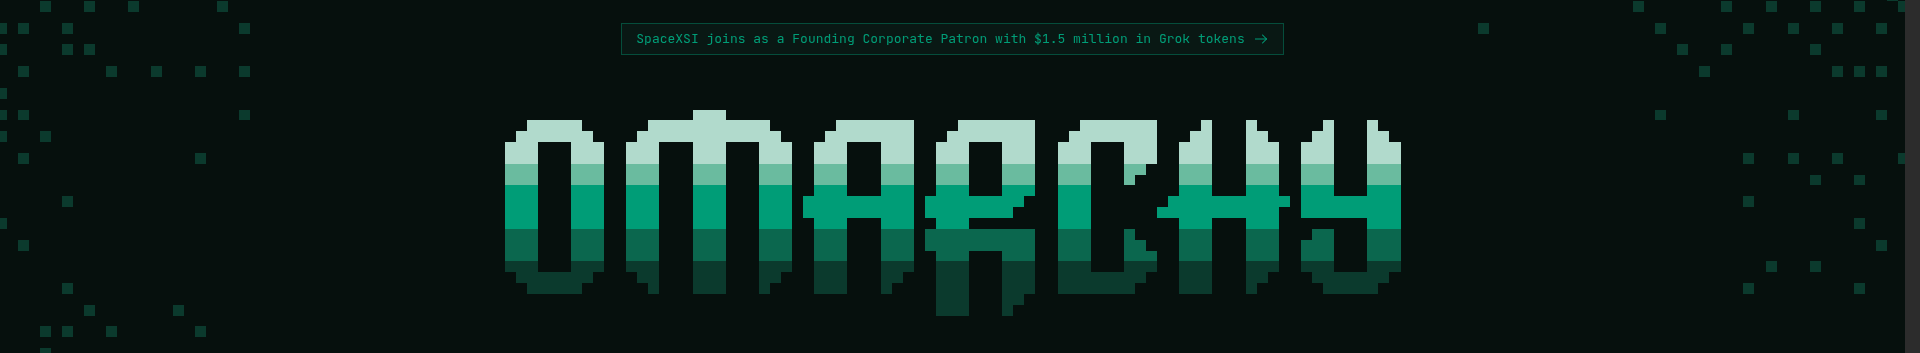 SpaceXSI joins as a Founding Corporate Patron with $1.5 million in Grok tokens →
OMARCHY